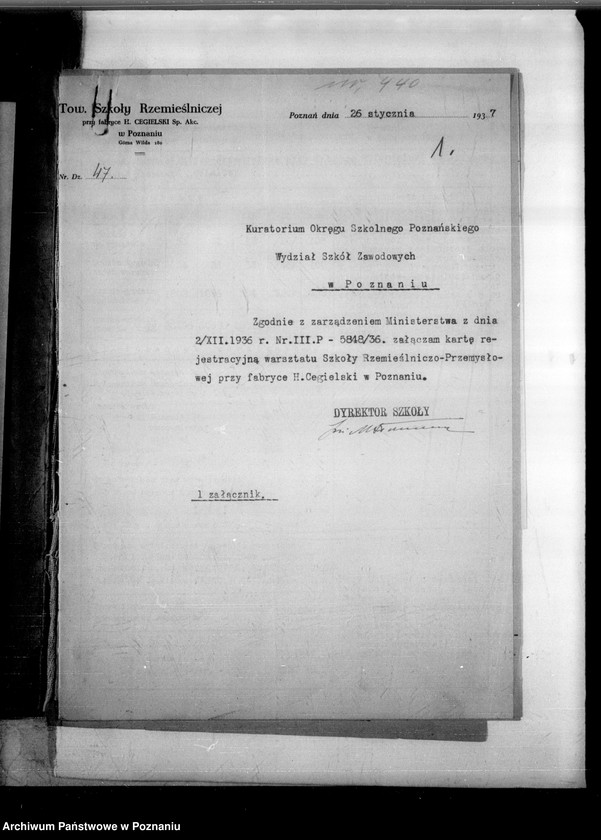 Nr. 440
Tow. Szkoły Rzemieślniczej
przy fabryce H. CEGIELSKI Sp. Akc.
w Poznaniu
Górna Wilda 180
Poznań dnia 26 stycznia 1937
1.
Nr. Dz. 47.
Kuratorium Okręgu Szkolnego Poznańskiego
Wydział Szkół Zawodowych
w Poznaniu
Zgodnie z zarządzeniem Ministerstwa z dnia
2/XII.1936 r. Nr.III.P - 5848/36. załączam kartę re-
jestracyjną warsztatu Szkoły Rzemieślniczo-Przemysło-
wej przy fabryce H.Cegielski w Poznaniu.
DYREKTOR SZKOŁY
1 załącznik.
Archiwum Państwowe w Poznaniu